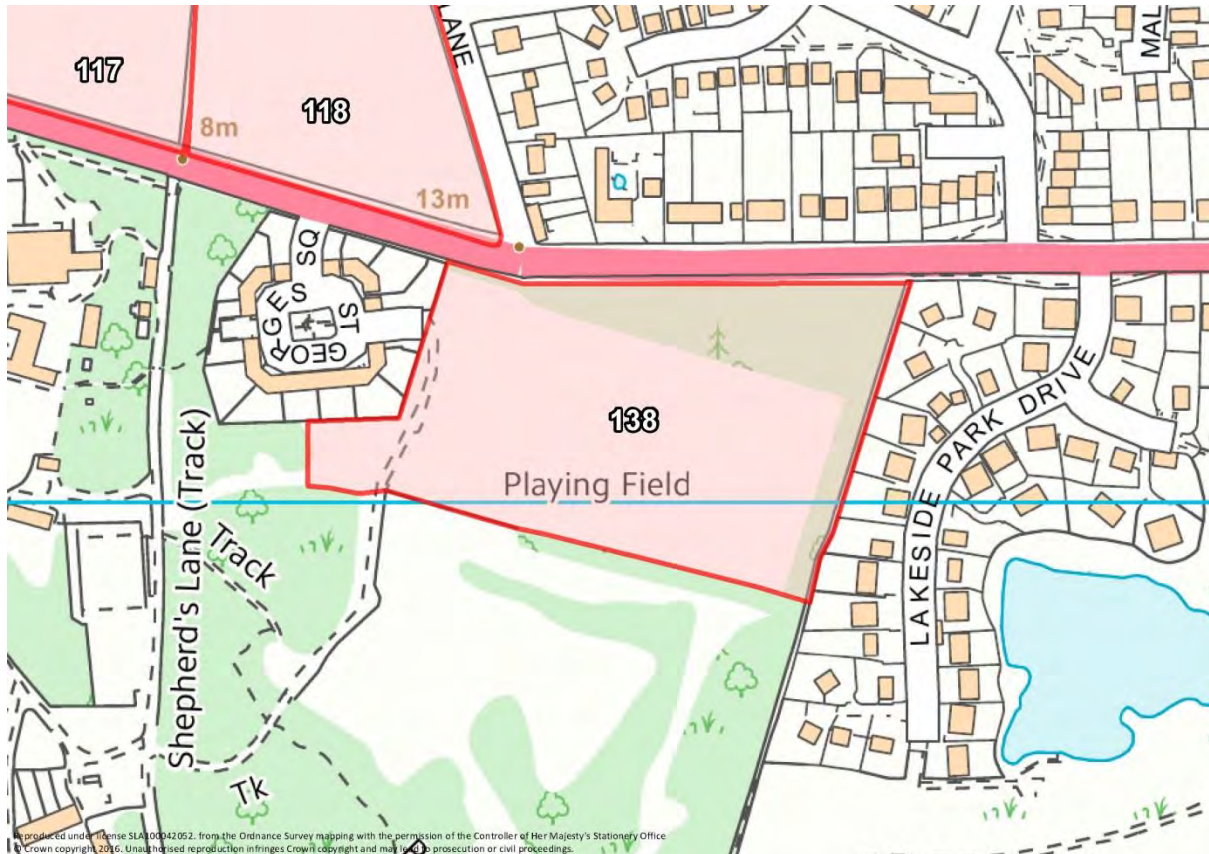 117
118
LANE
MAL
8m
13m
ST GEORGES SQ
138
Playing Field
LAKESIDE PARK DRIVE
Shepherd's Lane (Track)
Track
Tk
Reproduced under license SLA100042052. from the Ordnance Survey mapping with the permission of the Controller of Her Majesty's Stationery Office
© Crown copyright 2016. Unauthorised reproduction infringes Crown copyright and may lead to prosecution or civil proceedings.